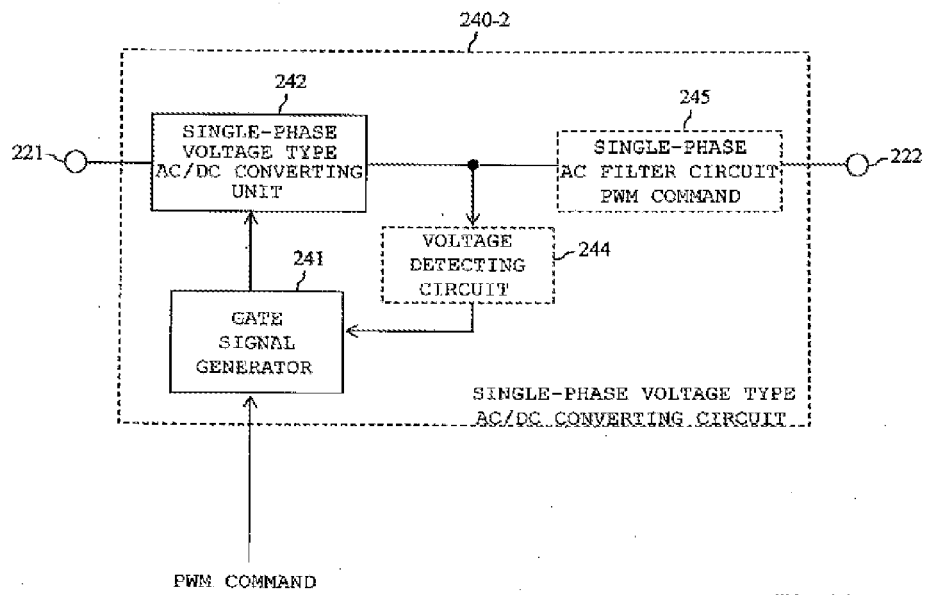 240-2
242
245
SINGLE-PHASE
VOLTAGE TYPE
AC/DC CONVERTING
UNIT
SINGLE-PHASE
AC FILTER CIRCUIT
PWM COMMAND
221
222
VOLTAGE
DETECTING
CIRCUIT
244
241
GATE
SIGNAL
GENERATOR
SINGLE-PHASE VOLTAGE TYPE
AC/DC CONVERTING CIRCUIT
PWM COMMAND